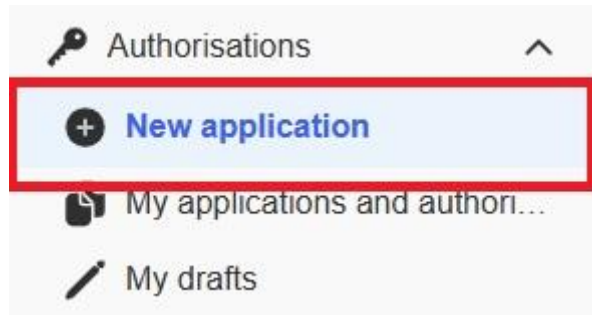 Authorisations
New application
My applications and authori...
My drafts